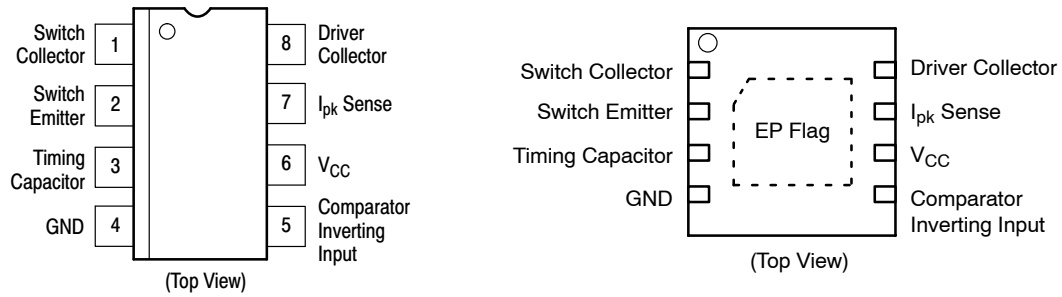 Switch
Collector
1
8
Driver
Collector
Switch
Emitter
2
7
Ipk Sense
Timing
Capacitor
3
6
VCC
GND
4
5
Comparator
Inverting
Input
(Top View)
Switch Collector
Driver Collector
Switch Emitter
Ipk Sense
EP Flag
Timing Capacitor
VCC
GND
Comparator
Inverting Input
(Top View)